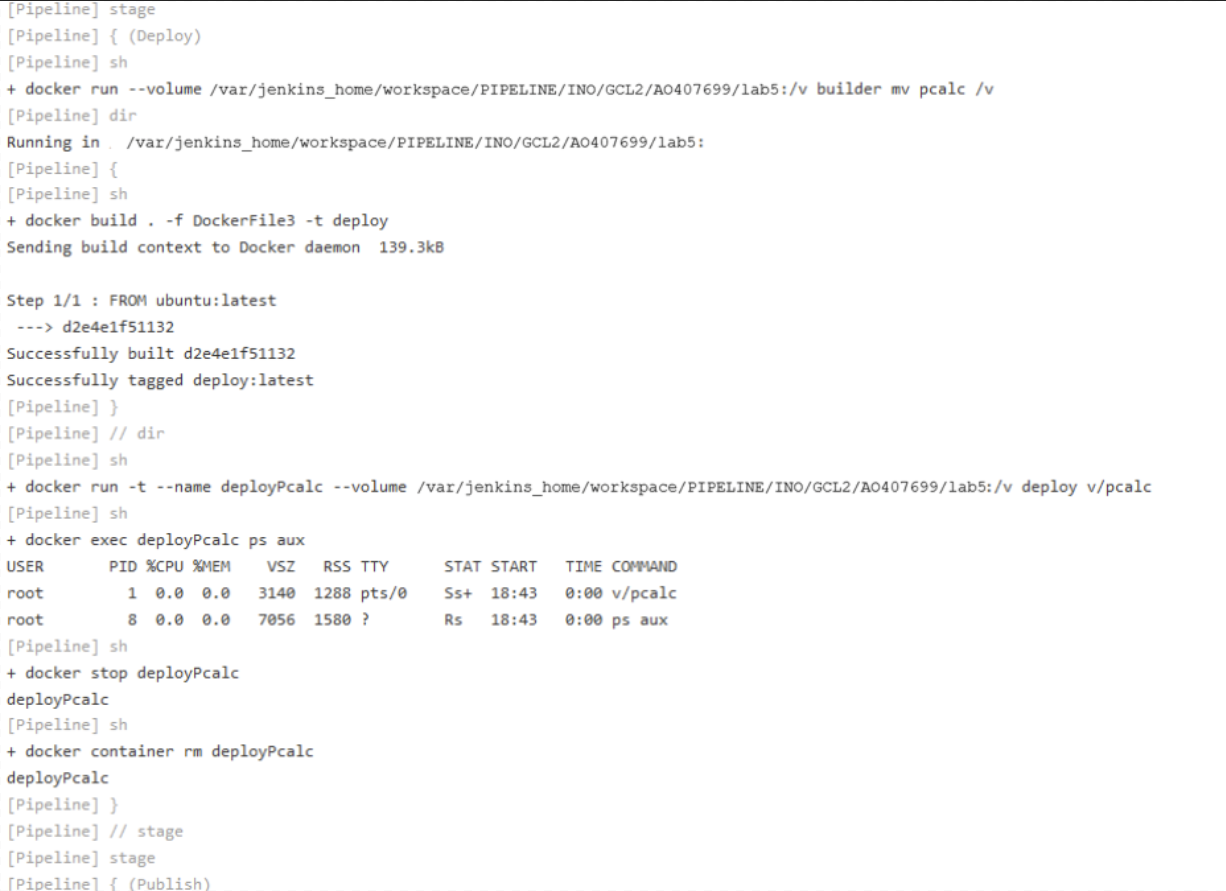 [Pipeline] stage
[Pipeline] { (Deploy)
[Pipeline] sh
+ docker run --volume /var/jenkins_home/workspace/PIPELINE/INO/GCL2/AO407699/lab5:/v builder mv pcalc /v
[Pipeline] dir
Running in /var/jenkins_home/workspace/PIPELINE/INO/GCL2/AO407699/lab5:
[Pipeline] {
[Pipeline] sh
+ docker build . -f DockerFile3 -t deploy
Sending build context to Docker daemon  139.3kB
Step 1/1 : FROM ubuntu:latest
---> d2e4e1f51132
Successfully built d2e4e1f51132
Successfully tagged deploy:latest
[Pipeline] }
[Pipeline] // dir
[Pipeline] sh
+ docker run -t --name deployPcalc --volume /var/jenkins_home/workspace/PIPELINE/INO/GCL2/AO407699/lab5:/v deploy v/pcalc
[Pipeline] sh
+ docker exec deployPcalc ps aux
USER       PID %CPU %MEM    VSZ   RSS TTY      STAT START   TIME COMMAND
root         1  0.0  0.0   3140  1288 pts/0    Ss+  18:43   0:00 v/pcalc
root         8  0.0  0.0   7056  1580 ?        Rs   18:43   0:00 ps aux
[Pipeline] sh
+ docker stop deployPcalc
deployPcalc
[Pipeline] sh
+ docker container rm deployPcalc
deployPcalc
[Pipeline] }
[Pipeline] // stage
[Pipeline] stage
[Pipeline] { (Publish)